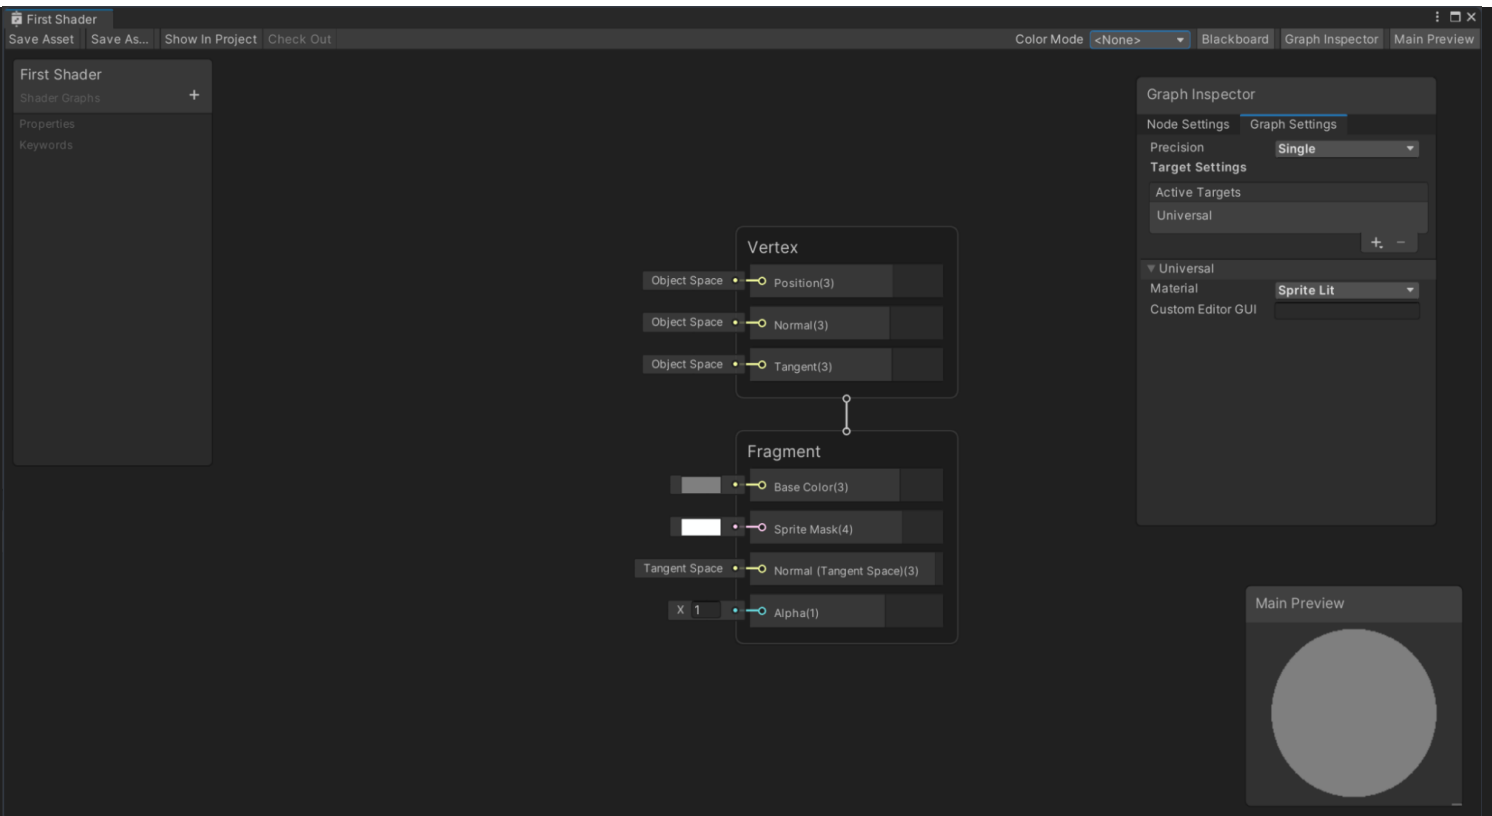 First Shader
Save Asset Save As... Show In Project Check Out Color Mode <None> Blackboard Graph Inspector Main Preview
First Shader
Shader Graphs
+
Properties
Keywords
Vertex
Object Space Position(3)
Object Space Normal(3)
Object Space Tangent(3)
Fragment
Base Color(3)
Sprite Mask(4)
Tangent Space Normal (Tangent Space)(3)
X 1 Alpha(1)
Graph Inspector
Node Settings Graph Settings
Precision Single
Target Settings
Active Targets
Universal
+ −
Universal
Material Sprite Lit
Custom Editor GUI
Main Preview